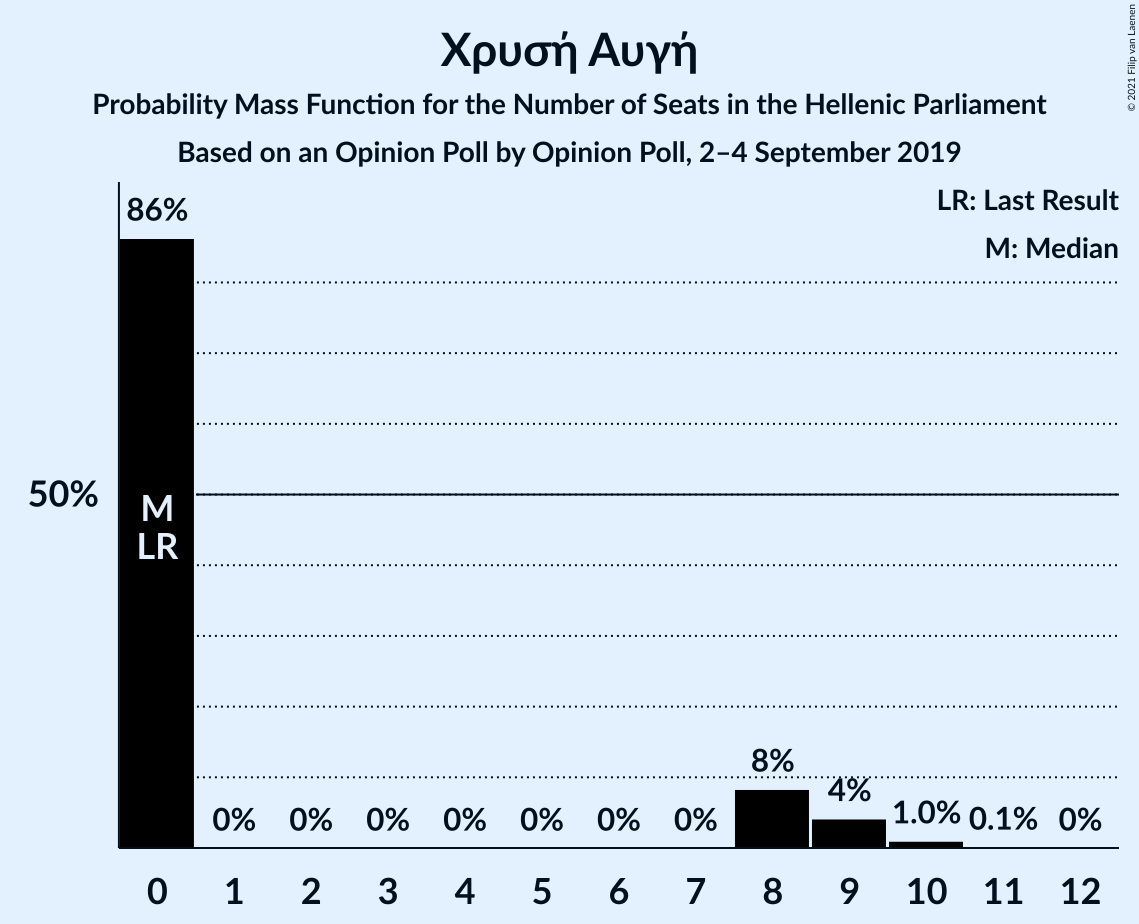 Χρυσή Αυγή
Probability Mass Function for the Number of Seats in the Hellenic Parliament
Based on an Opinion Poll by Opinion Poll, 2–4 September 2019
© 2021 Filip van Laenen
LR: Last Result
M: Median
86%
50%
M
LR
0% 0% 0% 0% 0% 0% 0% 8% 4% 1.0% 0.1% 0%
0 1 2 3 4 5 6 7 8 9 10 11 12